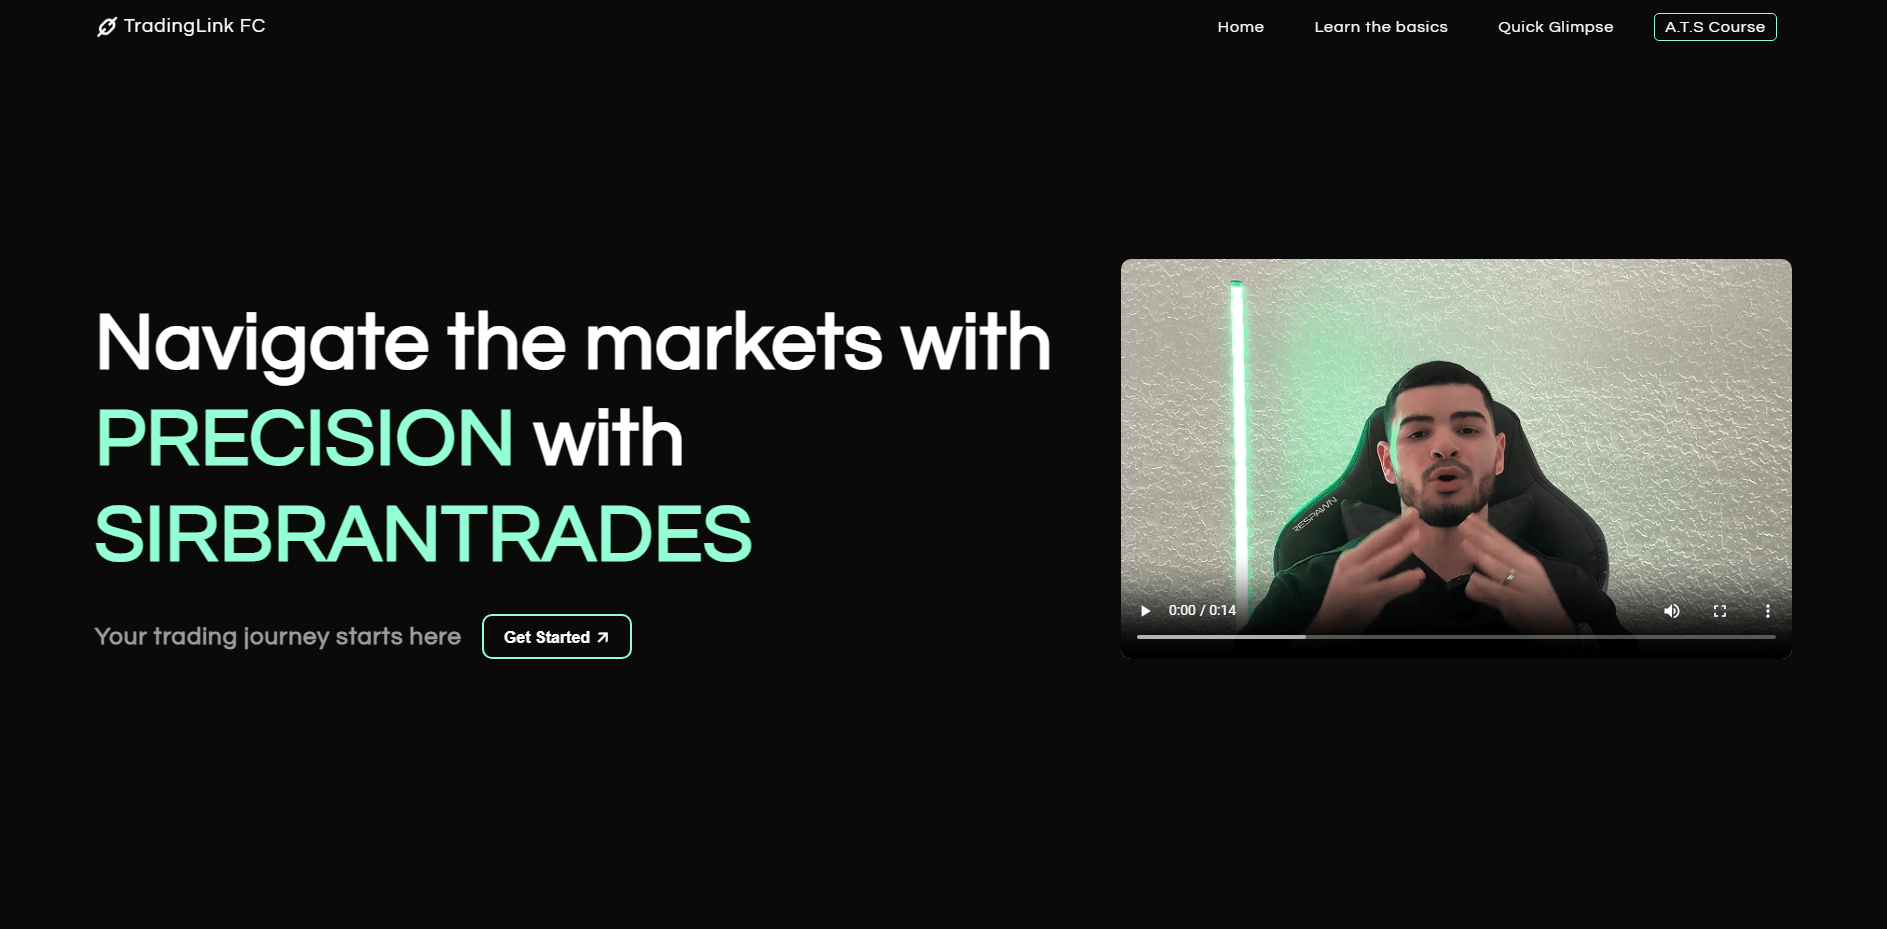 TradingLink FC
Home
Learn the basics
Quick Glimpse
A.T.S Course
Navigate the markets with
PRECISION with
SIRBRANTRADES
Your trading journey starts here
Get Started
RESPAWN
0:00 / 0:14